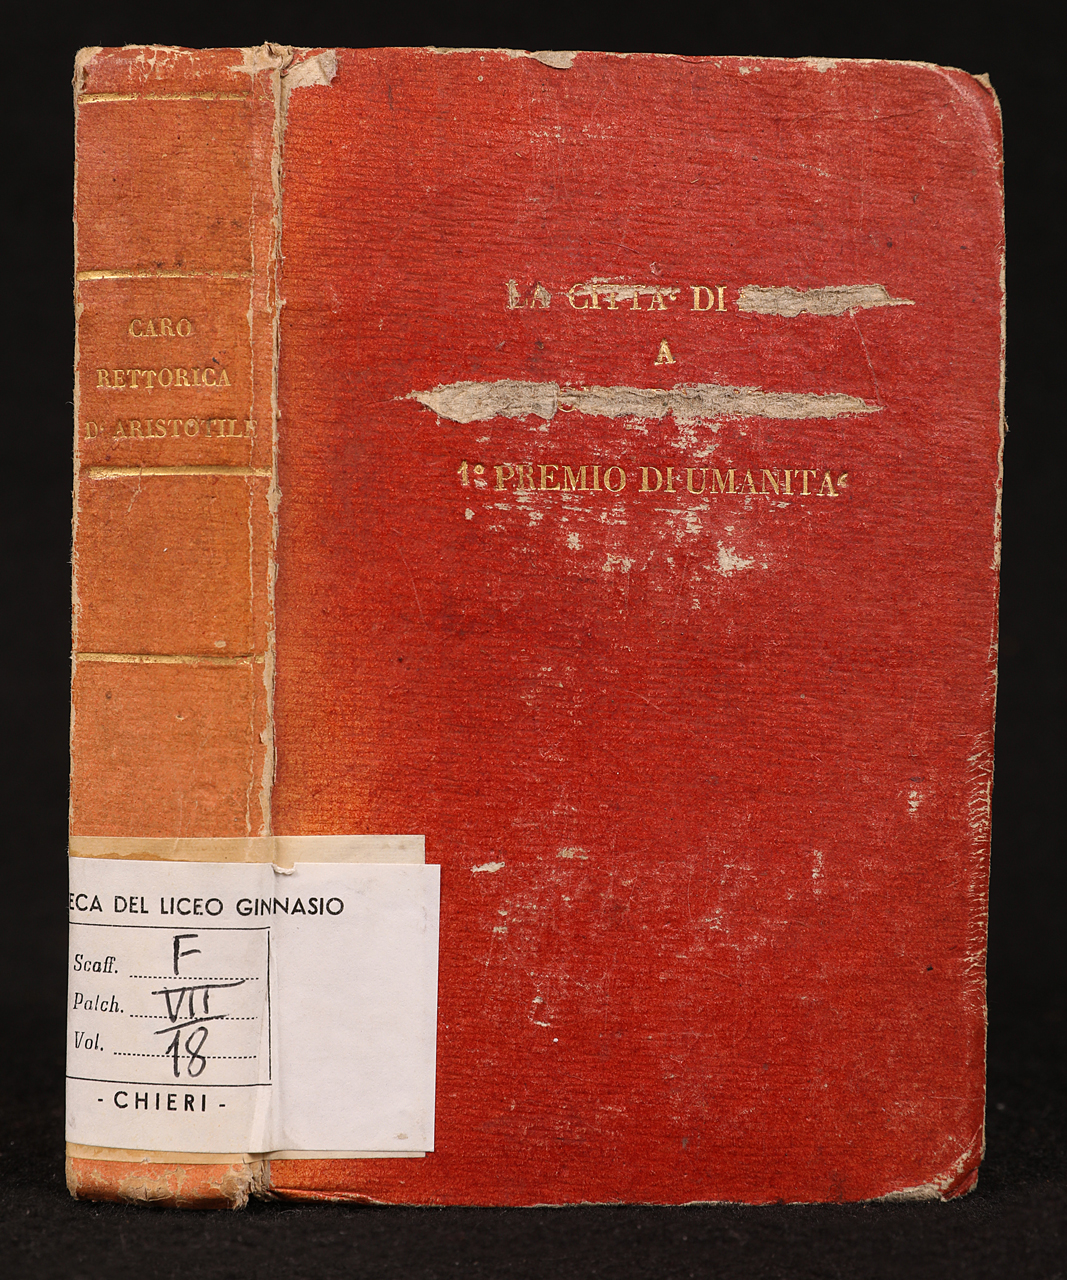 CARO
RETTORICA
D' ARISTOTILE
LA CITTA' DI
A
1º PREMIO DI UMANITA'
ECA DEL LICEO GINNASIO
Scaff. F
Palch. VII
Vol. 18
- CHIERI -